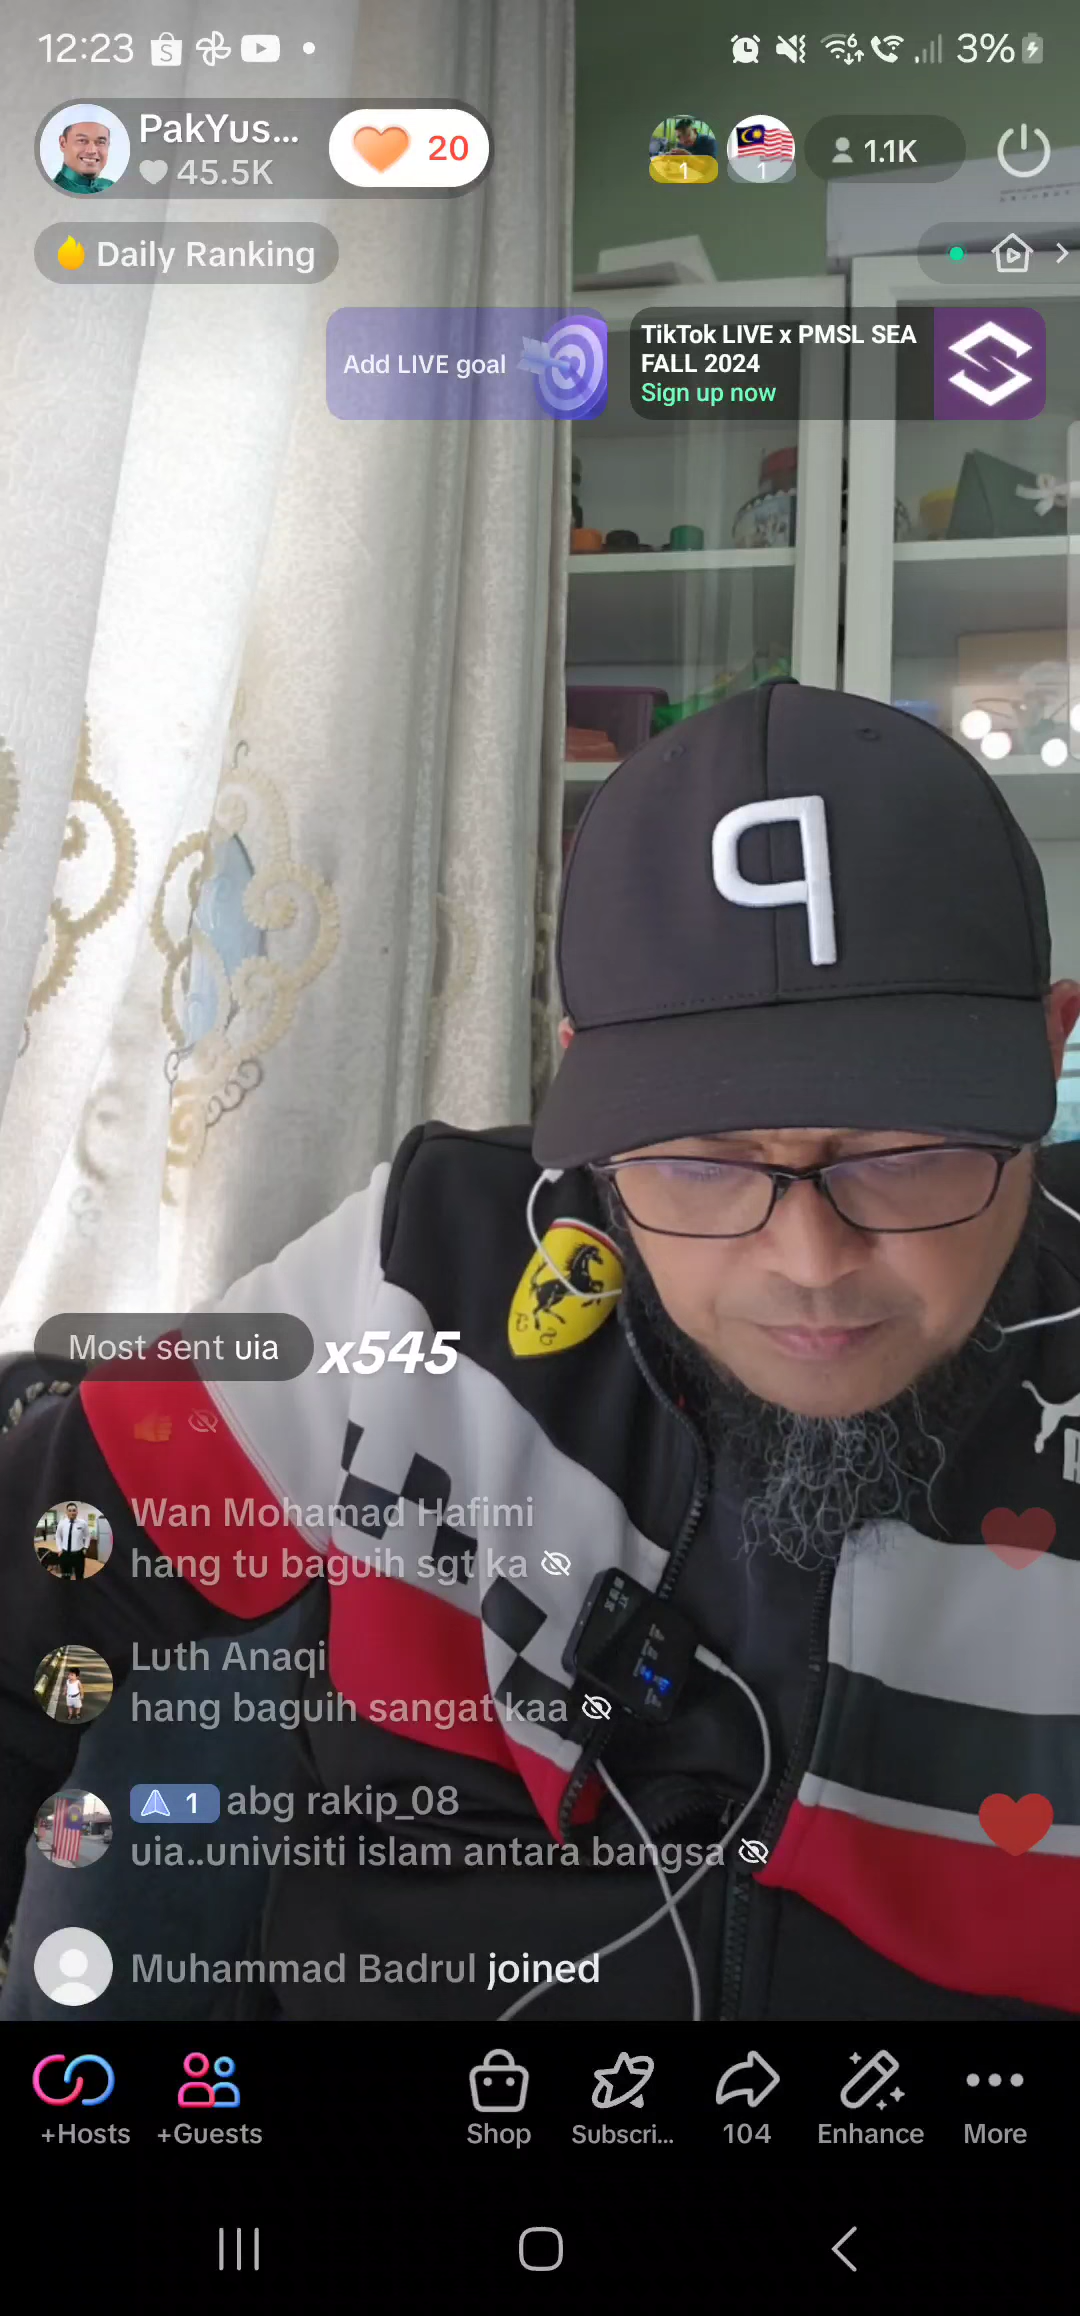 12:23
3%
PakYus...
45.5K
20
1
1
1.1K
Daily Ranking
Add LIVE goal
TikTok LIVE x PMSL SEA
FALL 2024
Sign up now
P
Most sent uia x545
Wan Mohamad Hafimi
hang tu baguih sgt ka
Luth Anaqi
hang baguih sangat kaa
1 abg rakip_08
uia..univisiti islam antara bangsa
Muhammad Badrul joined
+Hosts
+Guests
Shop
Subscri...
104
Enhance
More